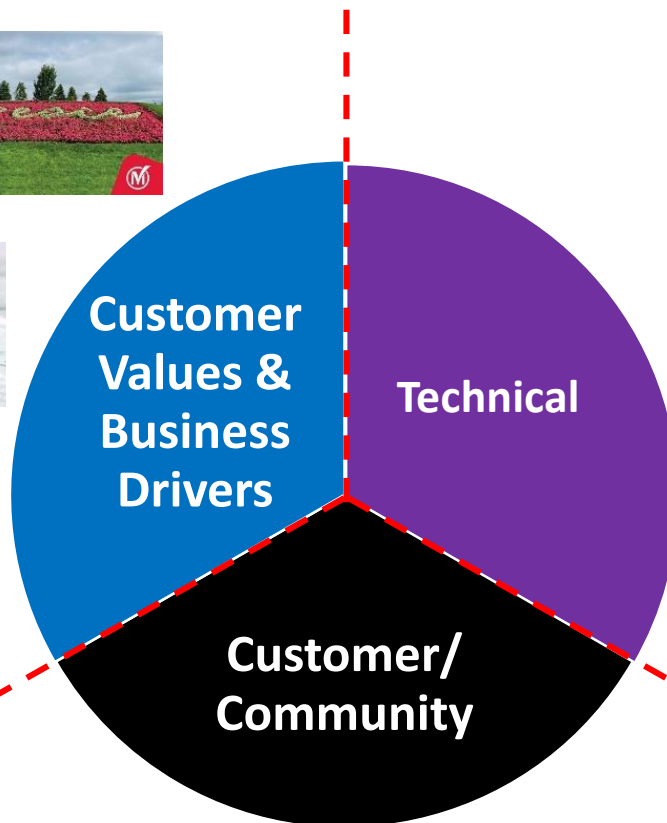 Customer
Values &
Business
Drivers
Technical
Customer/
Community